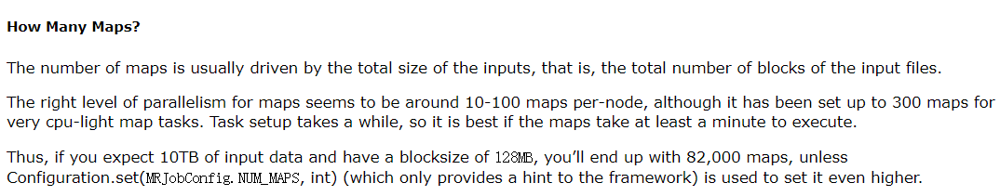 How Many Maps?
The number of maps is usually driven by the total size of the inputs, that is, the total number of blocks of the input files.
The right level of parallelism for maps seems to be around 10-100 maps per-node, although it has been set up to 300 maps for
very cpu-light map tasks. Task setup takes a while, so it is best if the maps take at least a minute to execute.
Thus, if you expect 10TB of input data and have a blocksize of 128MB, you’ll end up with 82,000 maps, unless
Configuration.set(MRJobConfig.NUM_MAPS, int) (which only provides a hint to the framework) is used to set it even higher.